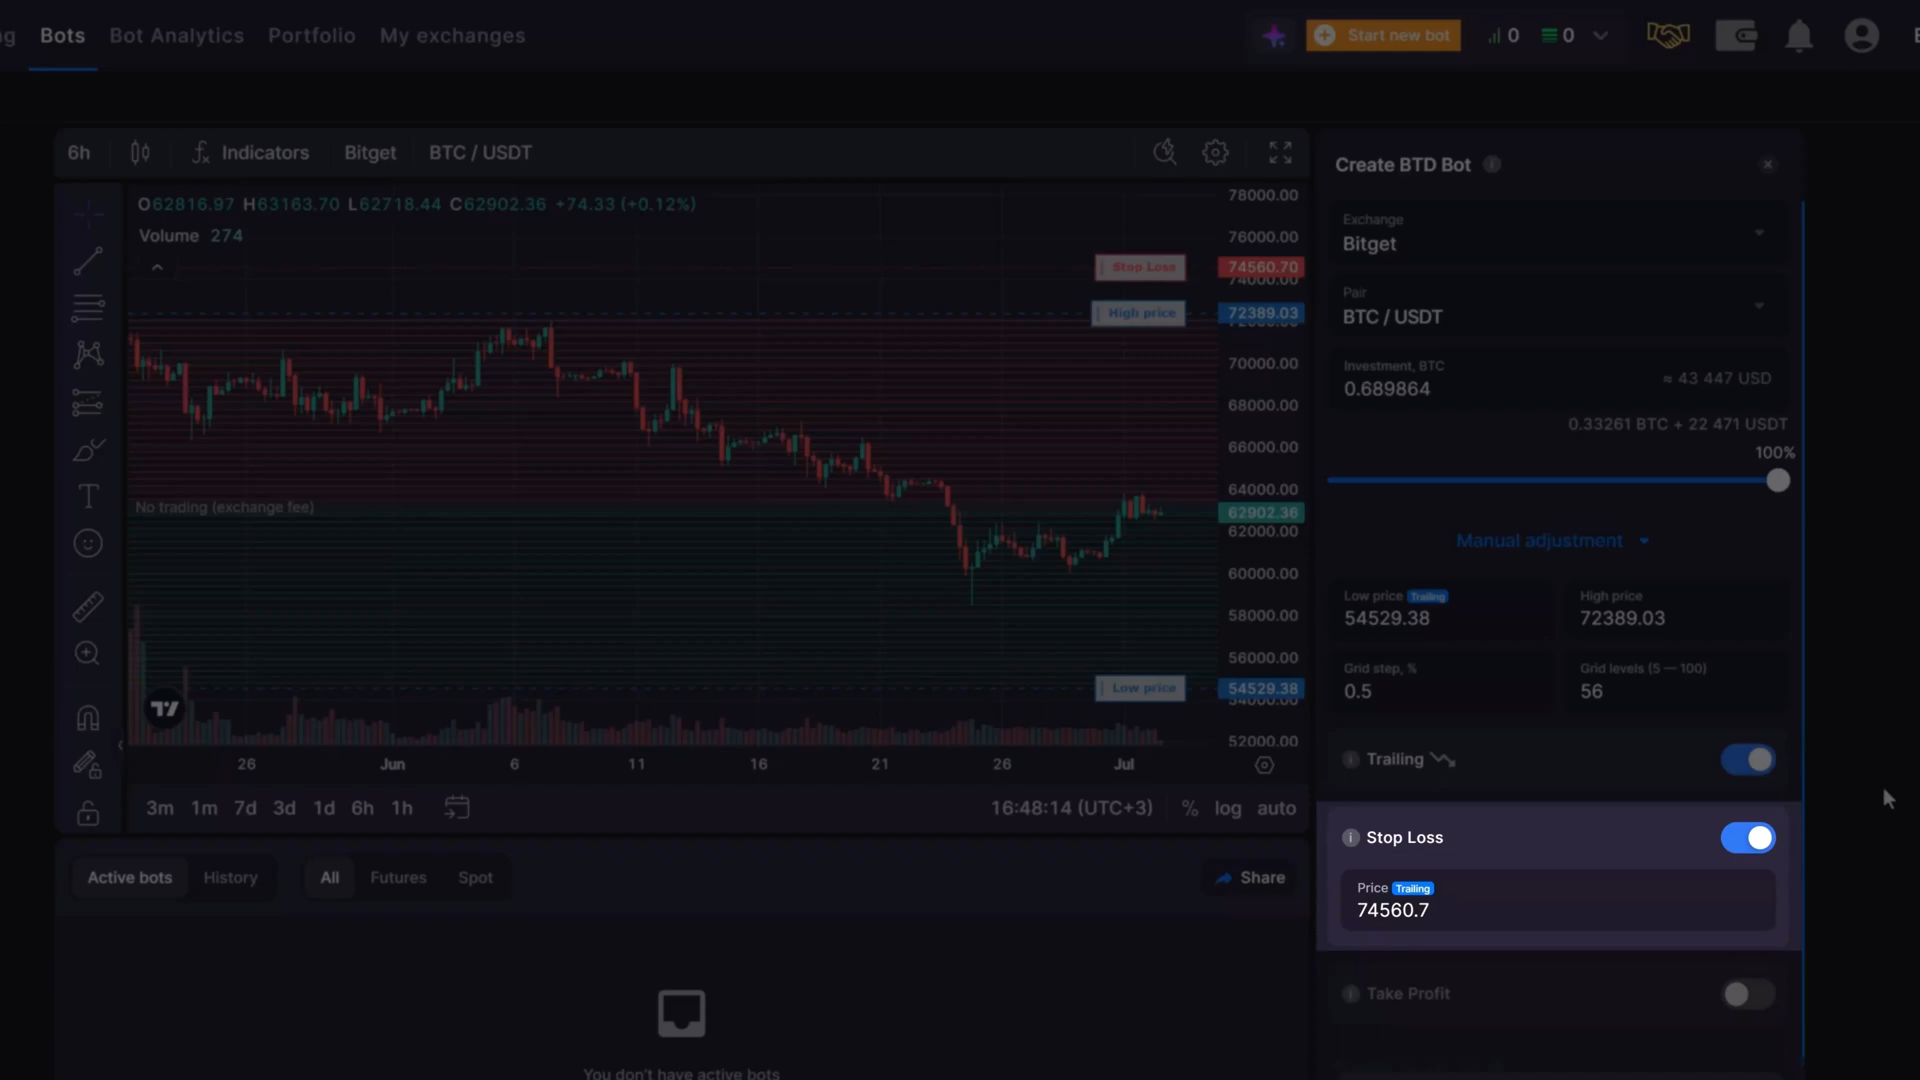 Bots Bot Analytics Portfolio My exchanges Start new bot 0 0
6h Indicators Bitget BTC / USDT
O62816.97 H63163.70 L62718.44 C62902.36 +74.33 (+0.12%)
Volume 274
78000.00
76000.00
Stop Loss 74560.70
74000.00
High price 72389.03
70000.00
68000.00
66000.00
64000.00
No trading (exchange fee)
62902.36
62000.00
60000.00
58000.00
56000.00
Low price 54529.38
54000.00
52000.00
26 Jun 6 11 16 21 26 Jul
3m 1m 7d 3d 1d 6h 1h 16:48:14 (UTC+3) % log auto
Active bots History All Futures Spot Share
You don't have active bots
Create BTD Bot
Exchange
Bitget
Pair
BTC / USDT
Investment, BTC
0.689864 ≈ 43 447 USD
0.33261 BTC + 22 471 USDT
100%
Manual adjustment
Low price Trailing
54529.38
High price
72389.03
Grid step, %
0.5
Grid levels (5 — 100)
56
Trailing
Stop Loss
Price Trailing
74560.7
Take Profit